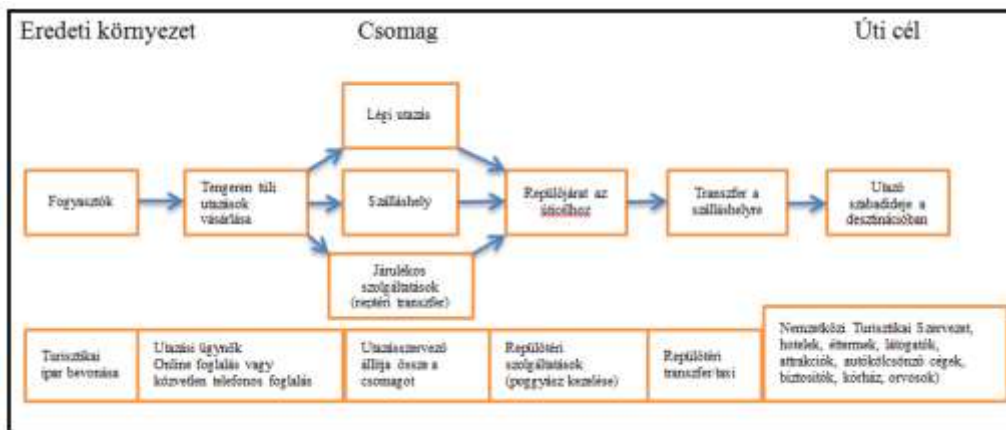 Eredeti környezet
Csomag
Úti cél
Légi utazás
Fogyasztók
Tengeren túli
utazások
vásárlása
Szálláshely
Repülőjárat az
úticélhoz
Transzfer a
szálláshelyre
Utazó
szabadideje a
desztinációban
Járulékos
szolgáltatások
(reptéri transzfer)
Turisztikai
ipar bevonása
Utazási ügynök
Online foglalás vagy
közvetlen telefonos foglalás
Utazásszervező
állítja össze a
csomagot
Repülőtéri
szolgáltatások
(poggyász kezelése)
Repülőtéri
transzfer/taxi
Nemzetközi Turisztikai Szervezet,
hotelek, éttermek, látogatók,
attrakciók, autókölcsönző cégek,
biztosítók, kórház, orvosok)